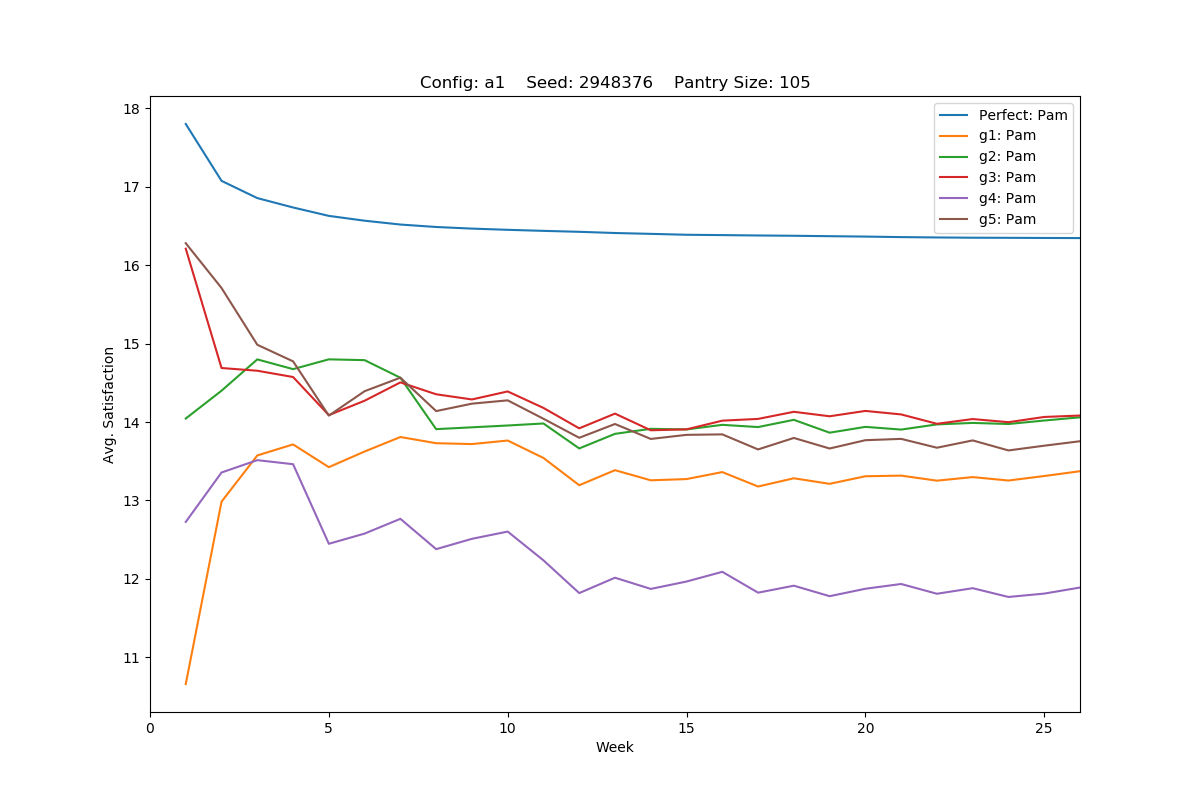 Config: a1    Seed: 2948376    Pantry Size: 105
18
17
16
15
14
13
12
11
Avg. Satisfaction
Perfect: Pam
g1: Pam
g2: Pam
g3: Pam
g4: Pam
g5: Pam
0 5 10 15 20 25
Week